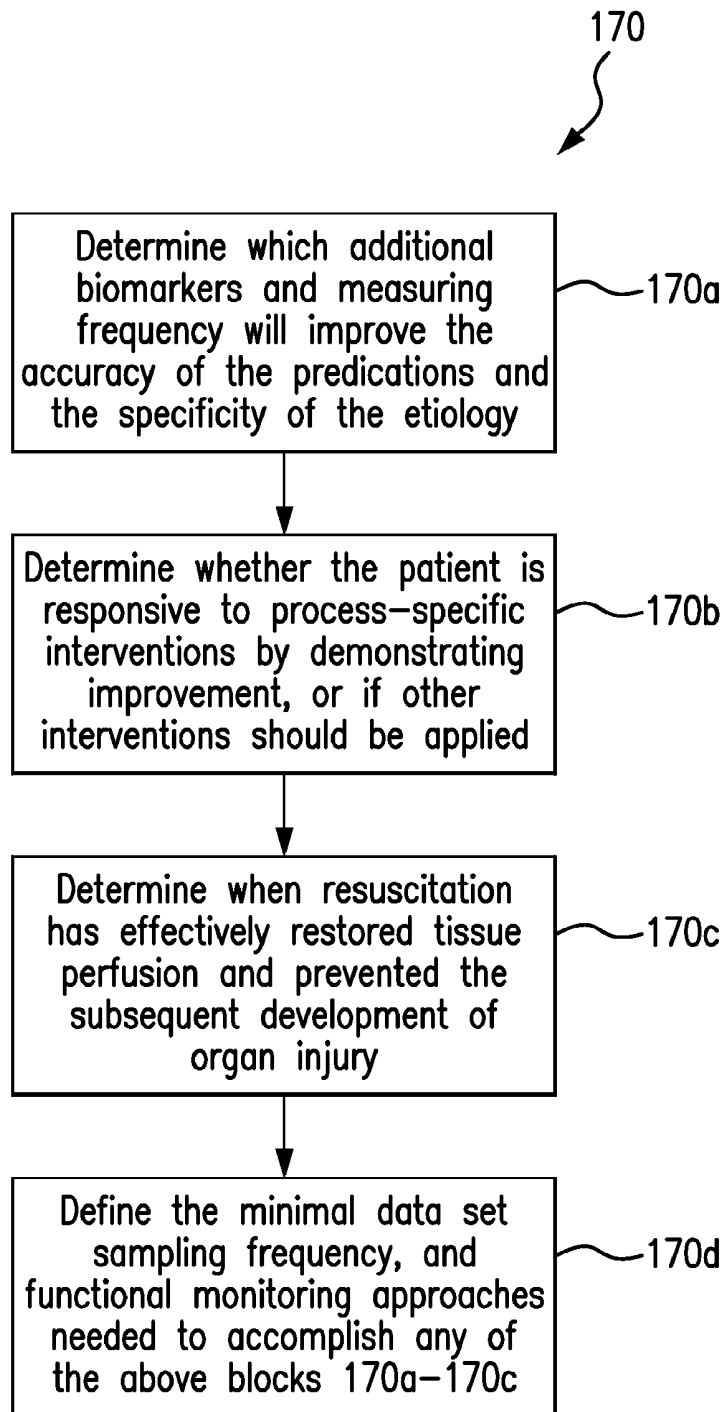 170
Determine which additional
biomarkers and measuring
frequency will improve the
accuracy of the predications and
the specificity of the etiology
170a
Determine whether the patient is
responsive to process-specific
interventions by demonstrating
improvement, or if other
interventions should be applied
170b
Determine when resuscitation
has effectively restored tissue
perfusion and prevented the
subsequent development of
organ injury
170c
Define the minimal data set
sampling frequency, and
functional monitoring approaches
needed to accomplish any of
the above blocks 170a-170c
170d